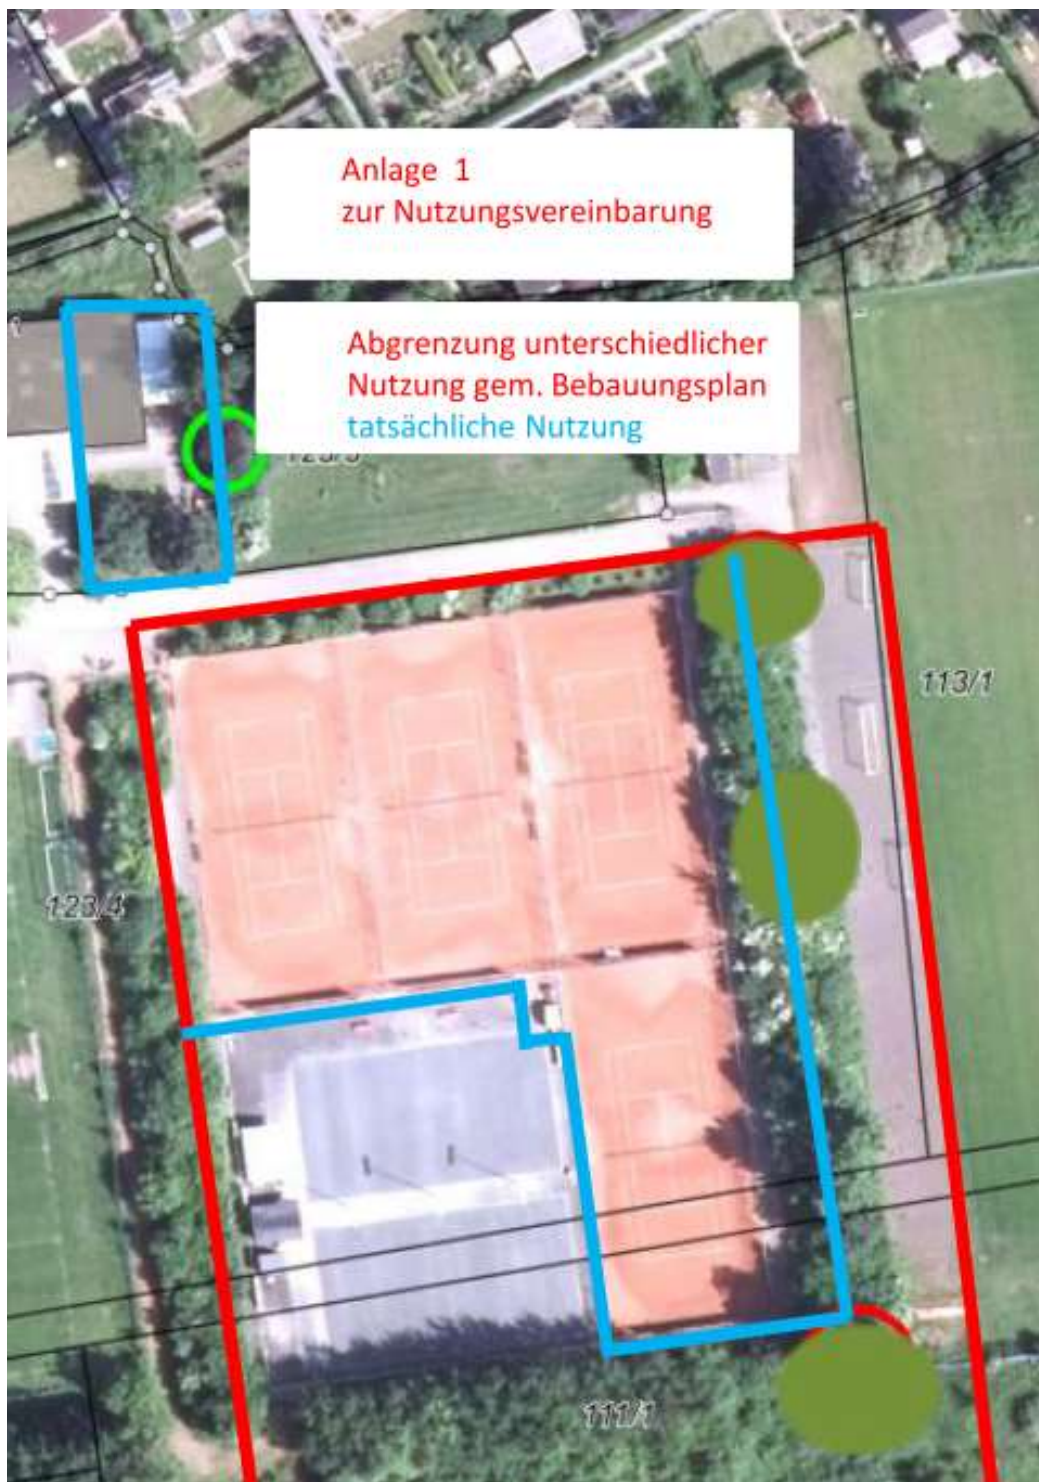 Anlage 1
zur Nutzungsvereinbarung
Abgrenzung unterschiedlicher
Nutzung gem. Bebauungsplan
tatsächliche Nutzung
113/1
123/4
111/1